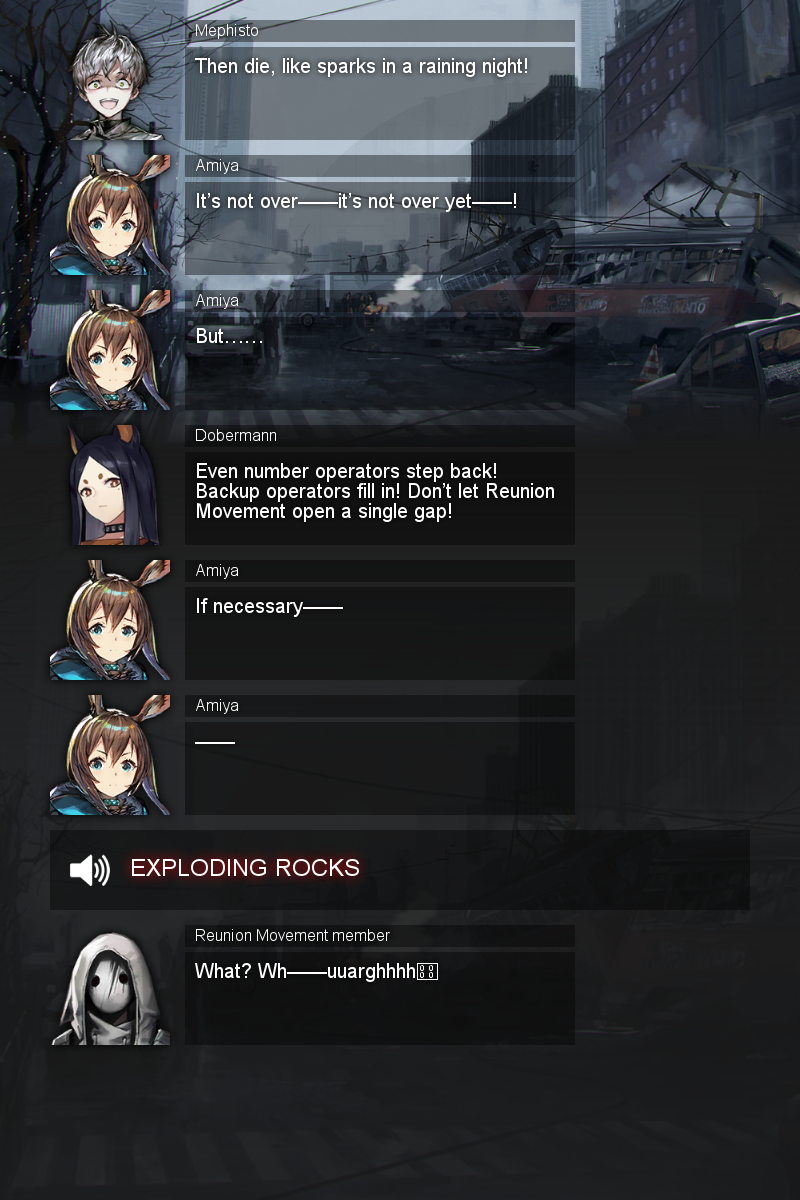 Mephisto
Then die, like sparks in a raining night!
Amiya
It's not over——it's not over yet——!
Amiya
But……
Dobermann
Even number operators step back!
Backup operators fill in! Don't let Reunion
Movement open a single gap!
Amiya
If necessary——
Amiya
——
EXPLODING ROCKS
Reunion Movement member
What? Wh——uuarghhhh